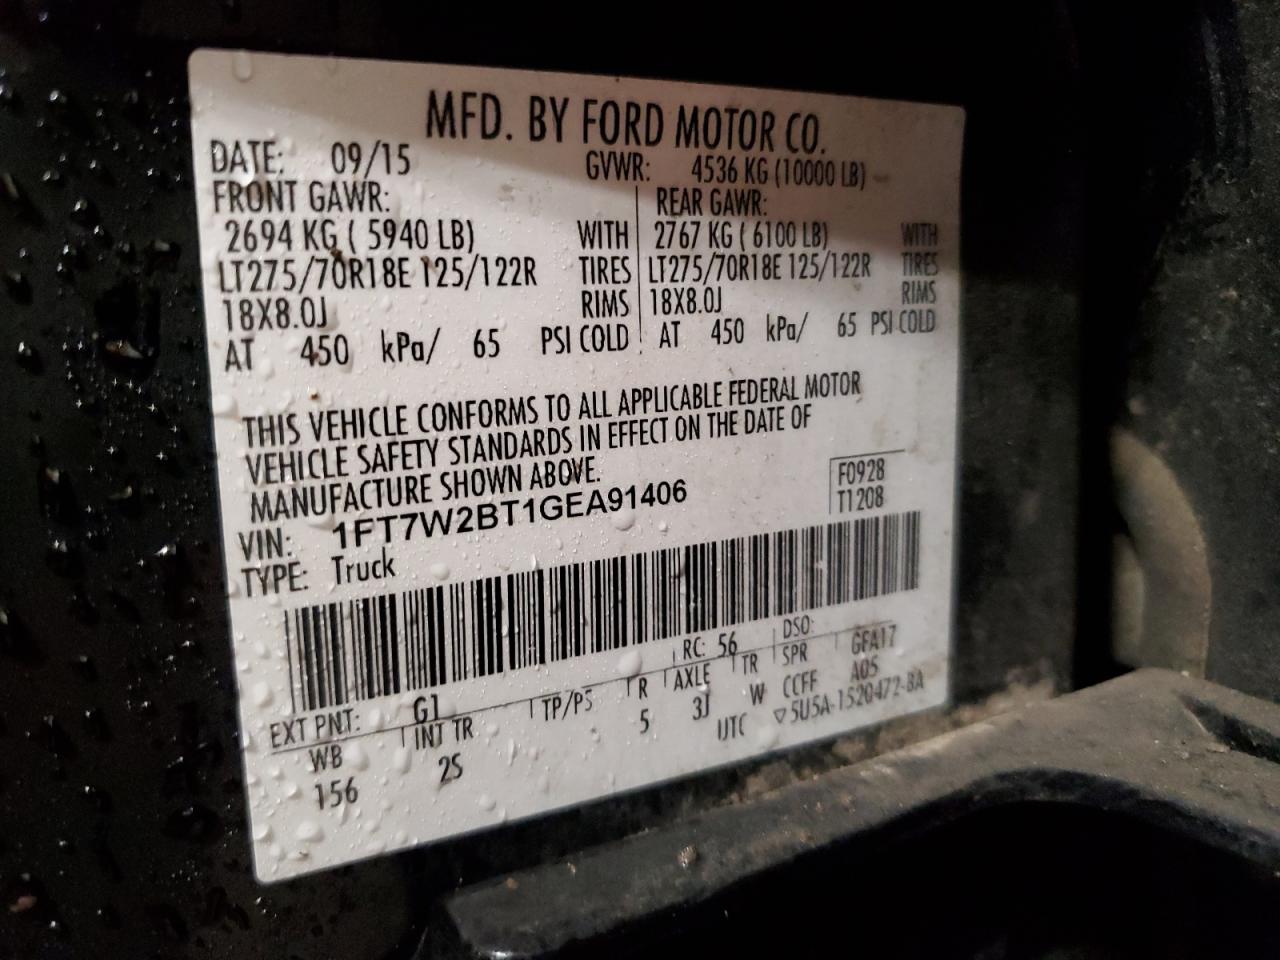 MFD. BY FORD MOTOR CO.
DATE: 09/15 GVWR: 4536 KG (10000 LB)
FRONT GAWR: REAR GAWR:
2694 KG ( 5940 LB) WITH 2767 KG ( 6100 LB) WITH
LT275/70R18E 125/122R TIRES LT275/70R18E 125/122R TIRES
18X8.0J RIMS 18X8.0J RIMS
AT 450 kPa/ 65 PSI COLD AT 450 kPa/ 65 PSI COLD
THIS VEHICLE CONFORMS TO ALL APPLICABLE FEDERAL MOTOR
VEHICLE SAFETY STANDARDS IN EFFECT ON THE DATE OF
MANUFACTURE SHOWN ABOVE.
F0928
T1208
VIN: 1FT7W2BT1GEA91406
TYPE: Truck
EXT PNT: G1 RC: 56 DSO:
WB INT TR TP/PS R AXLE TR SPR GFA17
156 2S 5 3J W CCFF A05
UTC ▽5U5A-1520472-BA